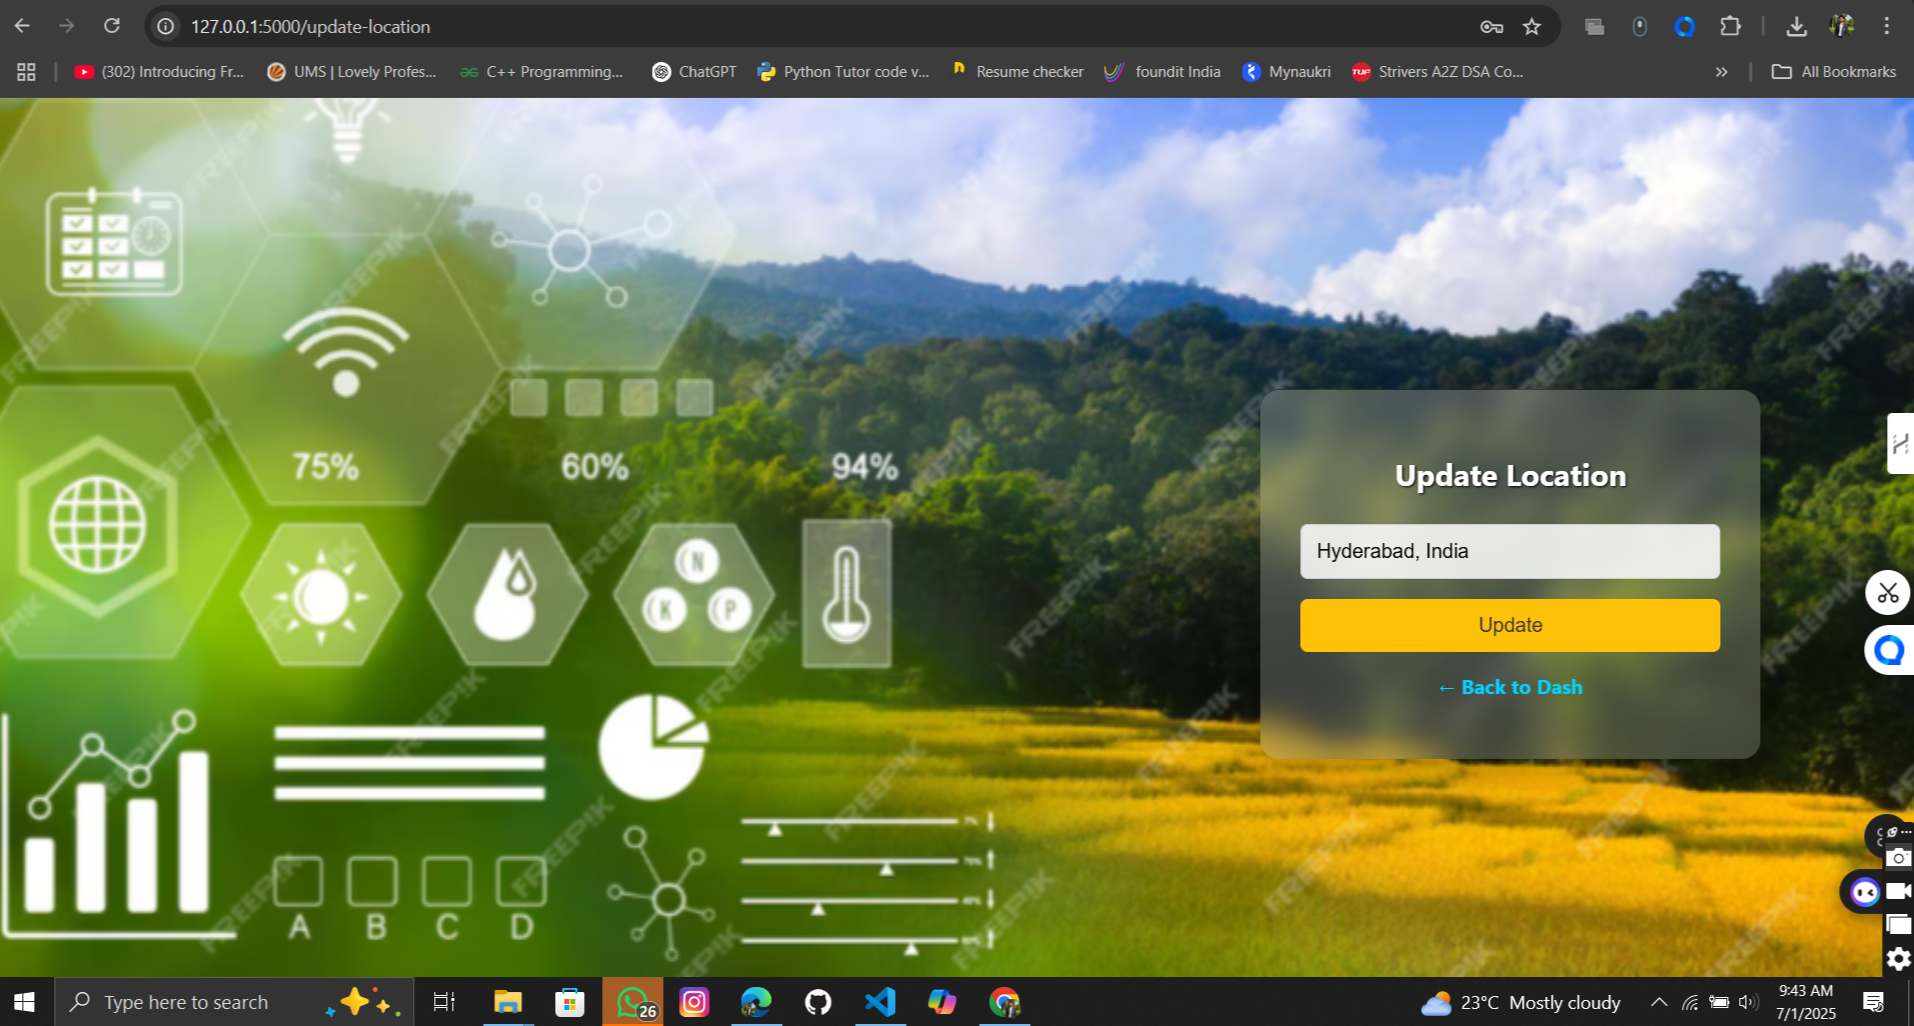 127.0.0.1:5000/update-location
(302) Introducing Fr...
UMS | Lovely Profes...
C++ Programming...
ChatGPT
Python Tutor code v...
Resume checker
foundit India
Mynaukri
TUF
Strivers A2Z DSA Co...
»
All Bookmarks
75%
60%
94%
N
K
P
Update Location
Hyderabad, India
Update
← Back to Dash
A
B
C
D
FREEPIK
Type here to search
26
23°C Mostly cloudy
9:43 AM
7/1/2025